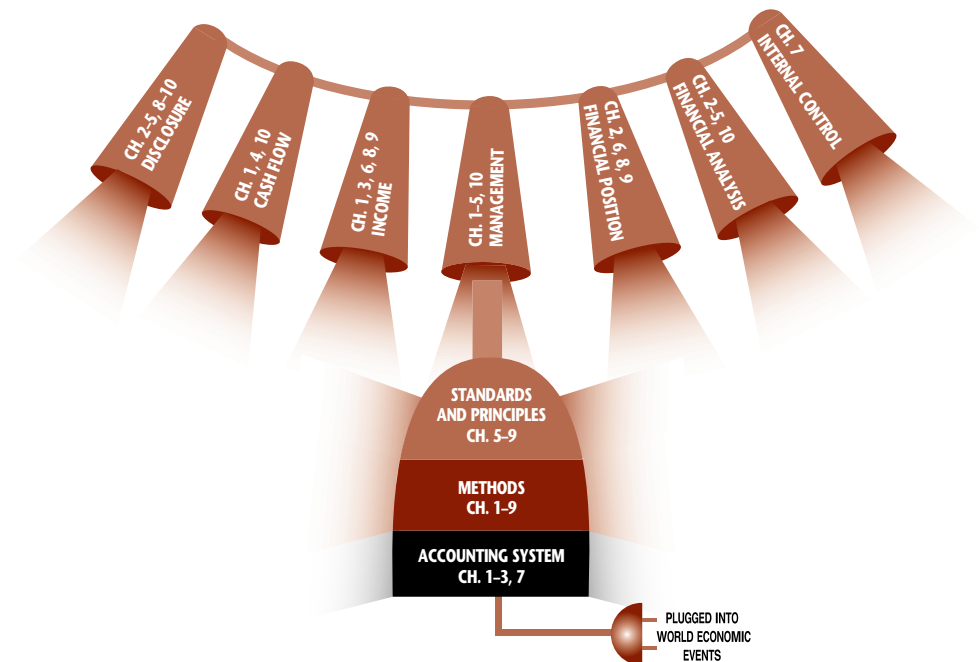 CH. 2–5, 8–10
DISCLOSURE
CH. 1, 4, 10
CASH FLOW
CH. 1, 3, 6, 8, 9
INCOME
CH. 1–5, 10
MANAGEMENT
CH. 2, 6, 8, 9
FINANCIAL POSITION
CH. 2–5, 10
FINANCIAL ANALYSIS
CH. 7
INTERNAL CONTROL
STANDARDS
AND PRINCIPLES
CH. 5–9
METHODS
CH. 1–9
ACCOUNTING SYSTEM
CH. 1–3, 7
PLUGGED INTO
WORLD ECONOMIC
EVENTS